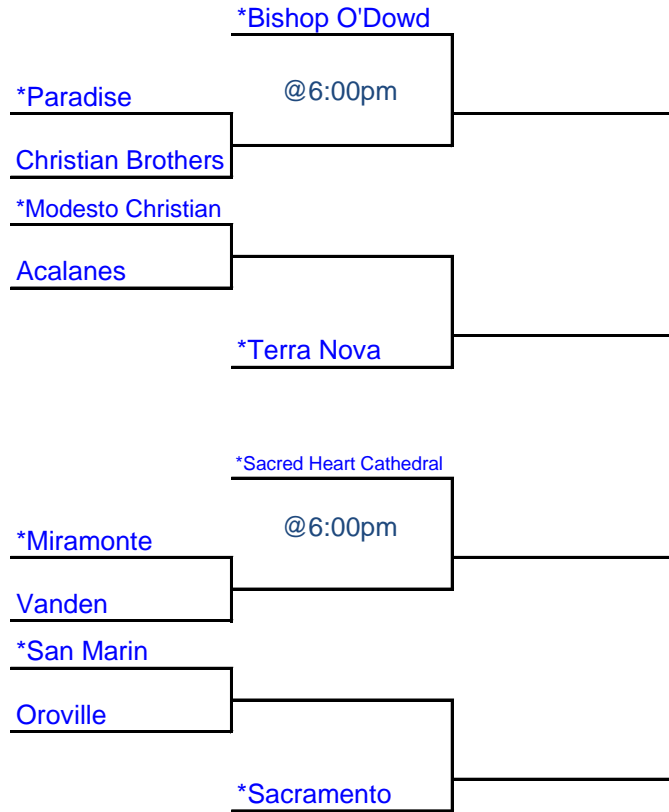 *Bishop O'Dowd
@6:00pm
*Paradise
Christian Brothers
*Modesto Christian
Acalanes
*Terra Nova
*Sacred Heart Cathedral
@6:00pm
*Miramonte
Vanden
*San Marin
Oroville
*Sacramento